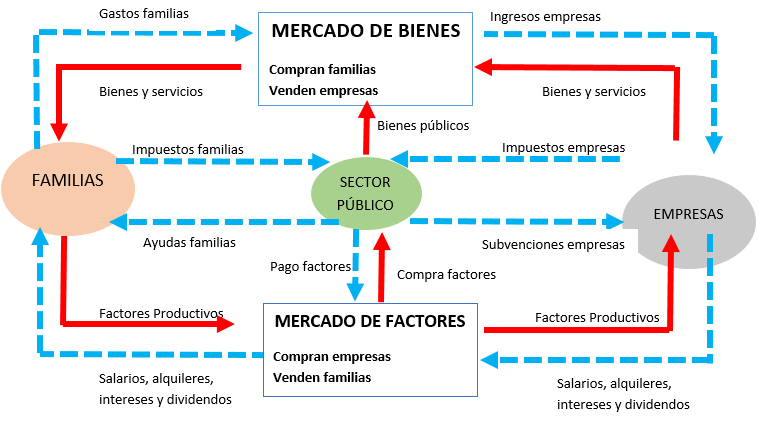 Gastos familias
MERCADO DE BIENES
Ingresos empresas
Compran familias
Venden empresas
Bienes y servicios
Bienes y servicios
Bienes públicos
Impuestos familias
Impuestos empresas
FAMILIAS
SECTOR
PÚBLICO
EMPRESAS
Ayudas familias
Subvenciones empresas
Pago factores
Compra factores
Factores Productivos
MERCADO DE FACTORES
Factores Productivos
Compran empresas
Venden familias
Salarios, alquileres,
intereses y dividendos
Salarios, alquileres,
intereses y dividendos